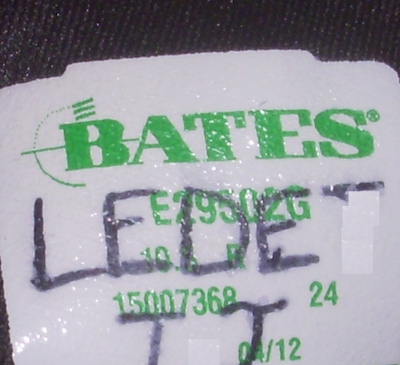 BATES®
E29502G
LEDET
R
15007368 24
04/12